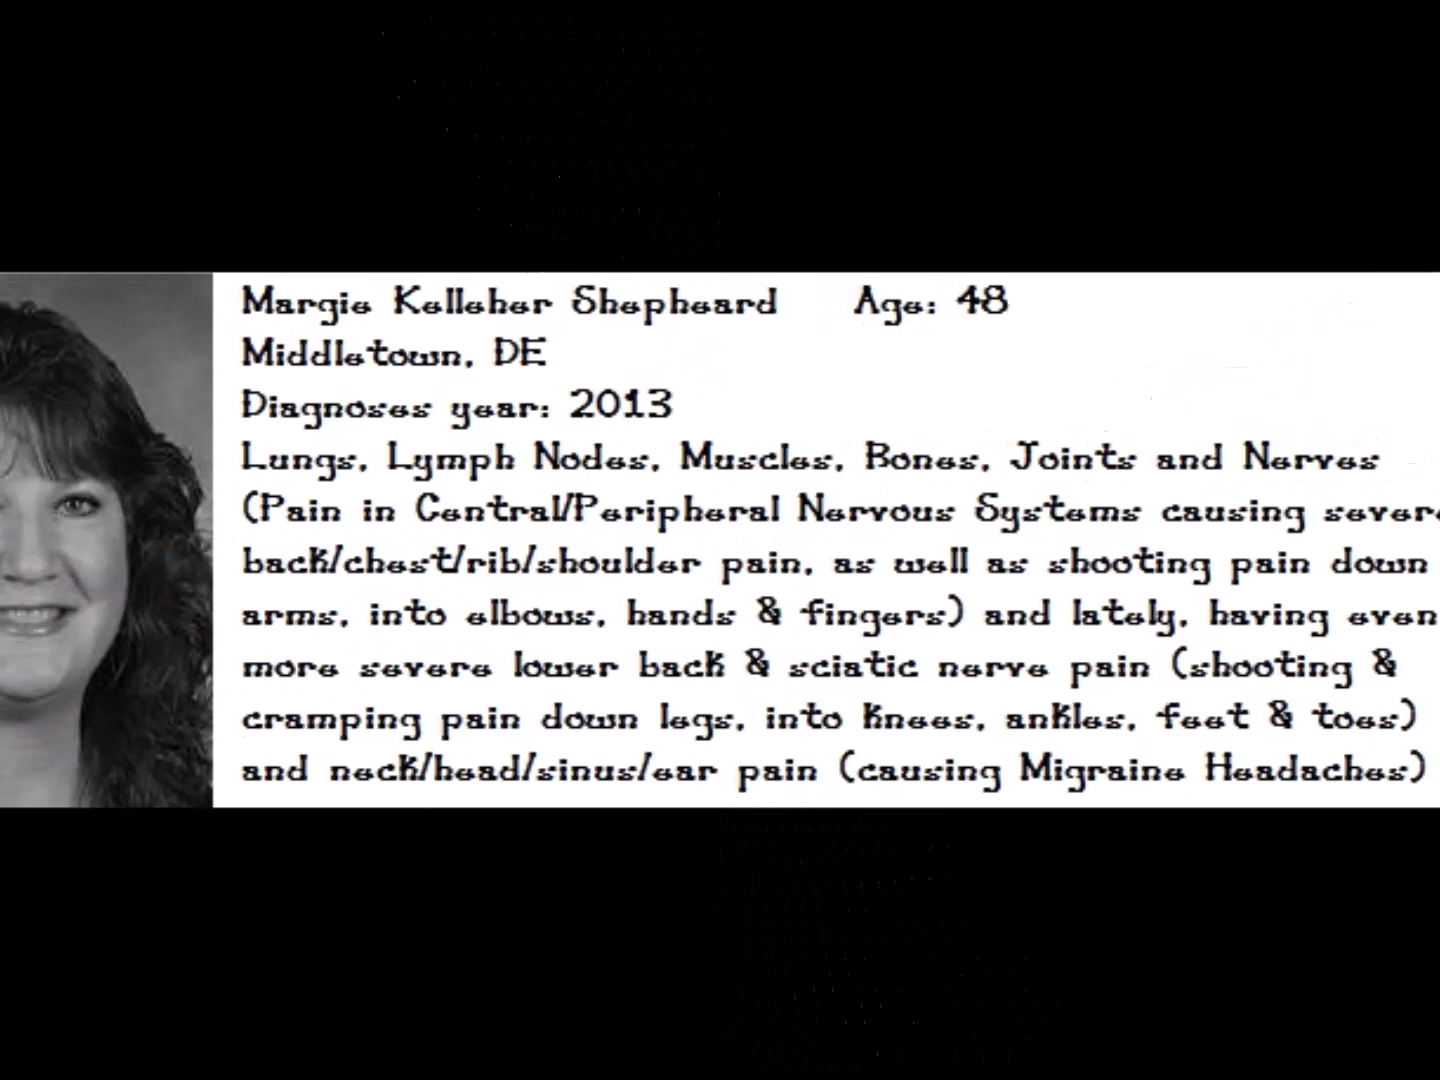 Margie Kelleher Shepheard Age: 48
Middletown, DE
Diagnoses year: 2013
Lungs, Lymph Nodes, Muscles, Bones, Joints and Nerves
(Pain in Central/Peripheral Nervous Systems causing severe
back/chest/rib/shoulder pain, as well as shooting pain down
arms, into elbows, hands & fingers) and lately, having even
more severe lower back & sciatic nerve pain (shooting &
cramping pain down legs, into knees, ankles, feet & toes)
and neck/head/sinus/ear pain (causing Migraine Headaches)